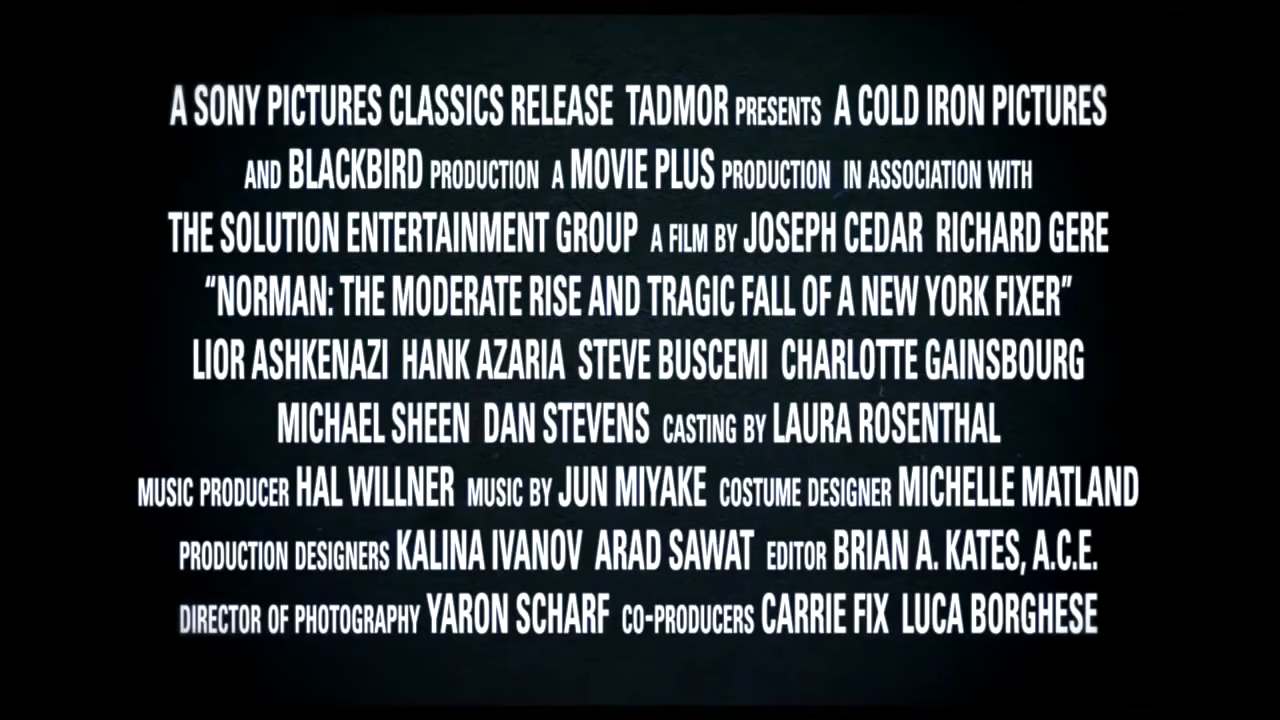 A SONY PICTURES CLASSICS RELEASE TADMOR PRESENTS A COLD IRON PICTURES
AND BLACKBIRD PRODUCTION A MOVIE PLUS PRODUCTION IN ASSOCIATION WITH
THE SOLUTION ENTERTAINMENT GROUP A FILM BY JOSEPH CEDAR RICHARD GERE
“NORMAN: THE MODERATE RISE AND TRAGIC FALL OF A NEW YORK FIXER”
LIOR ASHKENAZI HANK AZARIA STEVE BUSCEMI CHARLOTTE GAINSBOURG
MICHAEL SHEEN DAN STEVENS CASTING BY LAURA ROSENTHAL
MUSIC PRODUCER HAL WILLNER MUSIC BY JUN MIYAKE COSTUME DESIGNER MICHELLE MATLAND
PRODUCTION DESIGNERS KALINA IVANOV ARAD SAWAT EDITOR BRIAN A. KATES, A.C.E.
DIRECTOR OF PHOTOGRAPHY YARON SCHARF CO-PRODUCERS CARRIE FIX LUCA BORGHESE